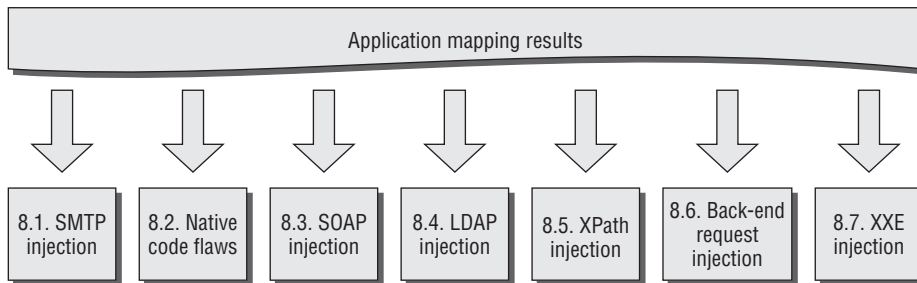 Application mapping results
8.1. SMTP
injection
8.2. Native
code flaws
8.3. SOAP
injection
8.4. LDAP
injection
8.5. XPath
injection
8.6. Back-end
request
injection
8.7. XXE
injection